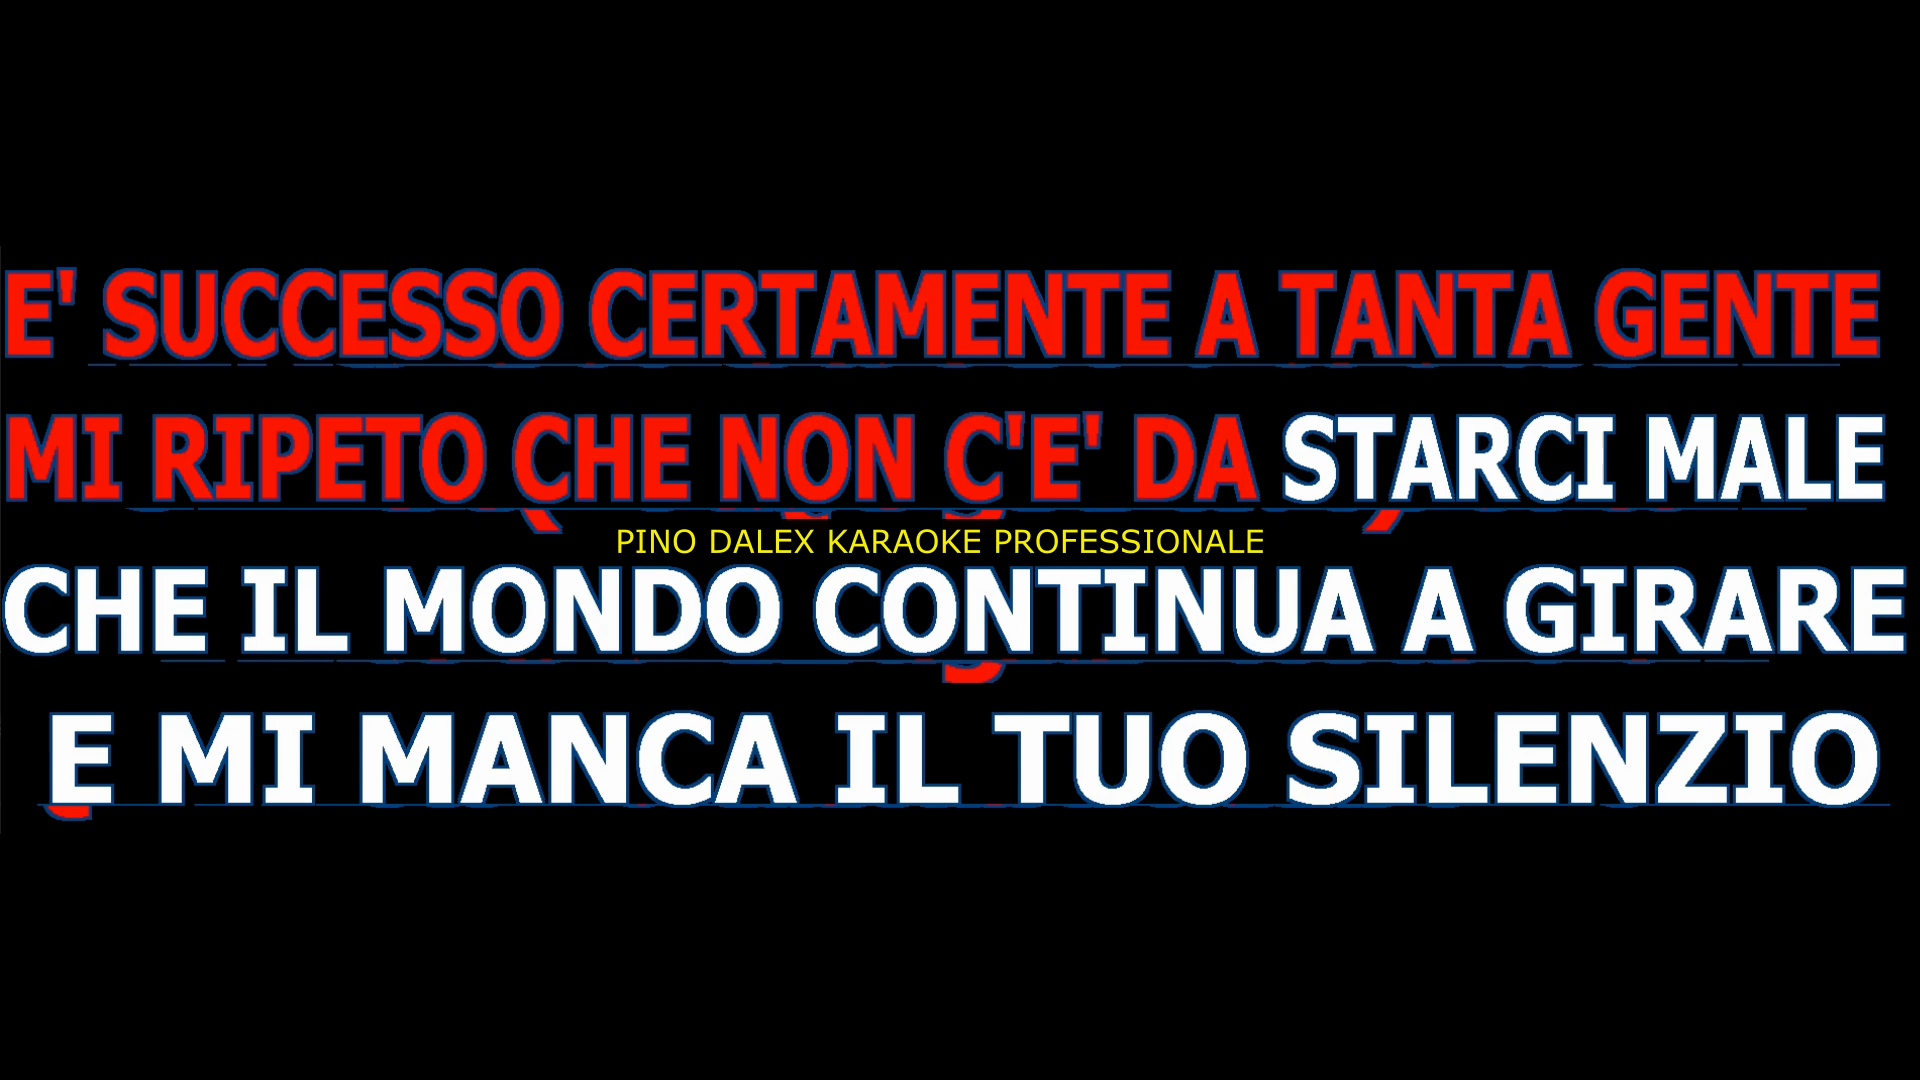 E' SUCCESSO CERTAMENTE A TANTA GENTE
MI RIPETO CHE NON C'E' DA STARCI MALE
PINO DALEX KARAOKE PROFESSIONALE
CHE IL MONDO CONTINUA A GIRARE
E MI MANCA IL TUO SILENZIO